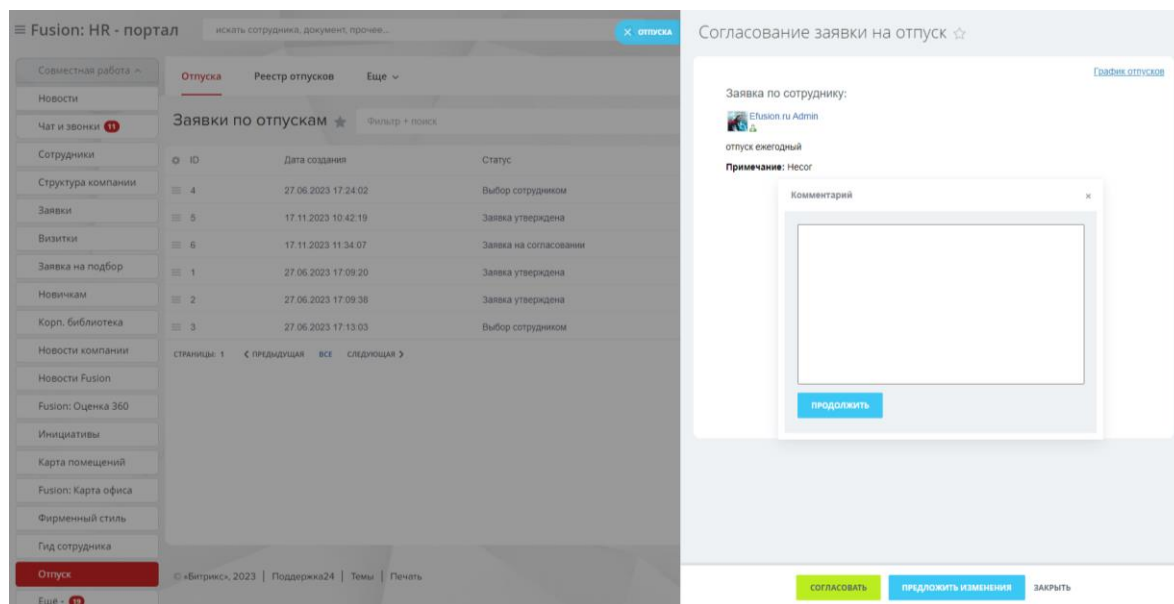 Fusion: HR - портал
искать сотрудника, документ, прочее...
ОТПУСКА
Совместная работа
Новости
Чат и звонки 11
Сотрудники
Структура компании
Заявки
Визитки
Заявка на подбор
Новичкам
Корп. библиотека
Новости компании
Новости Fusion
Fusion: Оценка 360
Инициативы
Карта помещений
Fusion: Карта офиса
Фирменный стиль
Гид сотрудника
Отпуск
Ещё - 19
Отпуска Реестр отпусков Еще
Заявки по отпускам Фильтр + поиск
ID Дата создания Статус
4 27.06.2023 17:24:02 Выбор сотрудником
5 17.11.2023 10:42:19 Заявка утверждена
6 17.11.2023 11:34:07 Заявка на согласовании
1 27.06.2023 17:09:20 Заявка утверждена
2 27.06.2023 17:09:38 Заявка утверждена
3 27.06.2023 17:13:03 Выбор сотрудником
СТРАНИЦЫ: 1 ПРЕДЫДУЩАЯ ВСЕ СЛЕДУЮЩАЯ
© «Битрикс», 2023 | Поддержка24 | Темы | Печать
Согласование заявки на отпуск
График отпусков
Заявка по сотруднику:
Efusion.ru Admin
отпуск ежегодный
Примечание: Несог
Комментарий
ПРОДОЛЖИТЬ
СОГЛАСОВАТЬ ПРЕДЛОЖИТЬ ИЗМЕНЕНИЯ ЗАКРЫТЬ